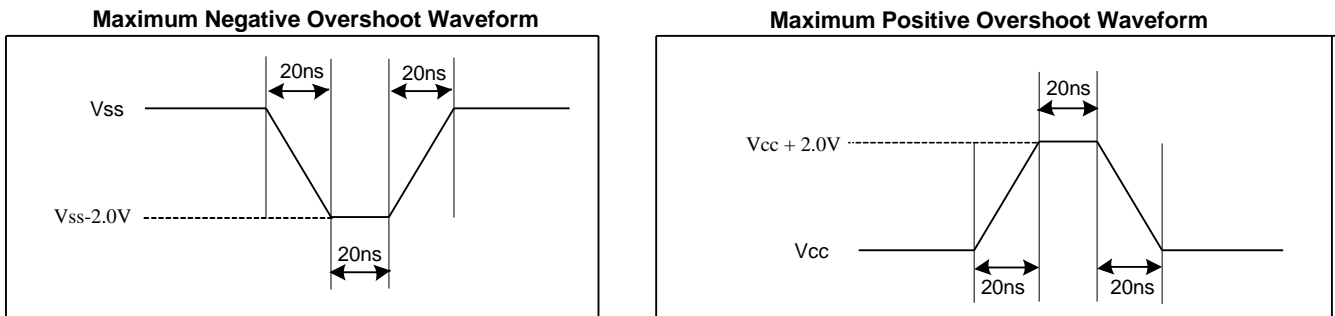 Maximum Negative Overshoot Waveform
20ns
20ns
Vss
Vss-2.0V
20ns
Maximum Positive Overshoot Waveform
20ns
Vcc + 2.0V
Vcc
20ns
20ns